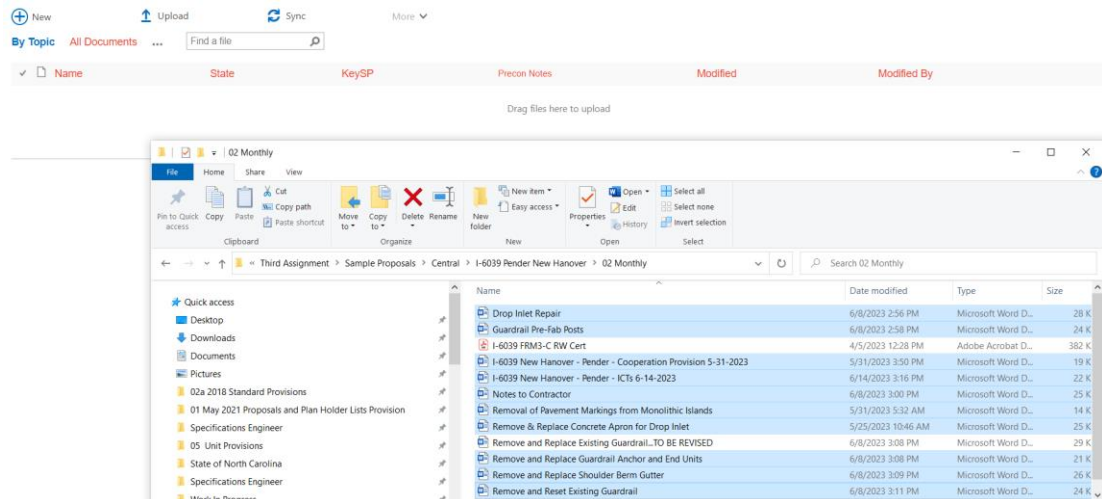 New Upload Sync More
By Topic All Documents ... Find a file
Name State KeySP Precon Notes Modified Modified By
Drag files here to upload
02 Monthly
File Home Share View
Pin to Quick access Copy Paste Cut Copy path Paste shortcut Move to Copy to Delete Rename New folder New item Easy access Properties Open Edit History Select all Select none Invert selection
Clipboard Organize New Open Select
« Third Assignment > Sample Proposals > Central > I-6039 Pender New Hanover > 02 Monthly Search 02 Monthly
Quick access
Desktop
Downloads
Documents
Pictures
02a 2018 Standard Provisions
01 May 2021 Proposals and Plan Holder Lists Provision
Specifications Engineer
05 Unit Provisions
State of North Carolina
Specifications Engineer
Work In Progress
Name Date modified Type Size
Drop Inlet Repair 6/8/2023 2:56 PM Microsoft Word D... 28 K
Guardrail Pre-Fab Posts 6/8/2023 2:58 PM Microsoft Word D... 24 K
I-6039 FRM3-C RW Cert 4/5/2023 12:28 PM Adobe Acrobat D... 382 K
I-6039 New Hanover - Pender - Cooperation Provision 5-31-2023 5/31/2023 3:50 PM Microsoft Word D... 19 K
I-6039 New Hanover - Pender - ICTs 6-14-2023 6/14/2023 3:16 PM Microsoft Word D... 22 K
Notes to Contractor 6/8/2023 3:00 PM Microsoft Word D... 25 K
Removal of Pavement Markings from Monolithic Islands 5/31/2023 5:32 AM Microsoft Word D... 14 K
Remove & Replace Concrete Apron for Drop Inlet 5/25/2023 10:46 AM Microsoft Word D... 25 K
Remove and Replace Existing Guardrail...TO BE REVISED 6/8/2023 3:08 PM Microsoft Word D... 29 K
Remove and Replace Guardrail Anchor and End Units 6/8/2023 3:08 PM Microsoft Word D... 21 K
Remove and Replace Shoulder Berm Gutter 6/8/2023 3:09 PM Microsoft Word D... 26 K
Remove and Reset Existing Guardrail 6/8/2023 3:11 PM Microsoft Word D... 24 K